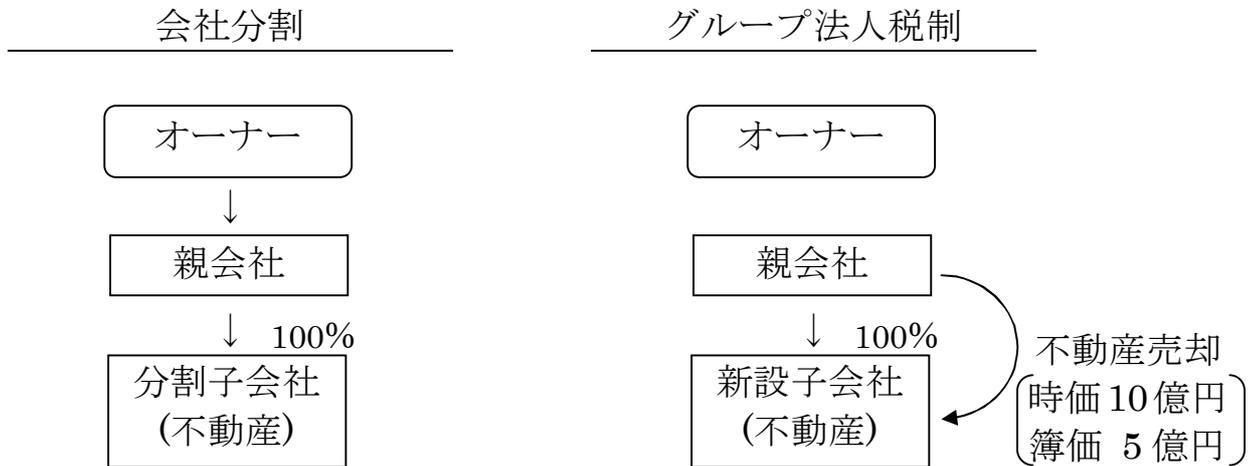 会社分割
オーナー
↓
親会社
↓ 100%
分割子会社
(不動産)
グループ法人税制
オーナー
親会社
↓ 100%
新設子会社
(不動産)
不動産売却
時価 10 億円
簿価 5 億円